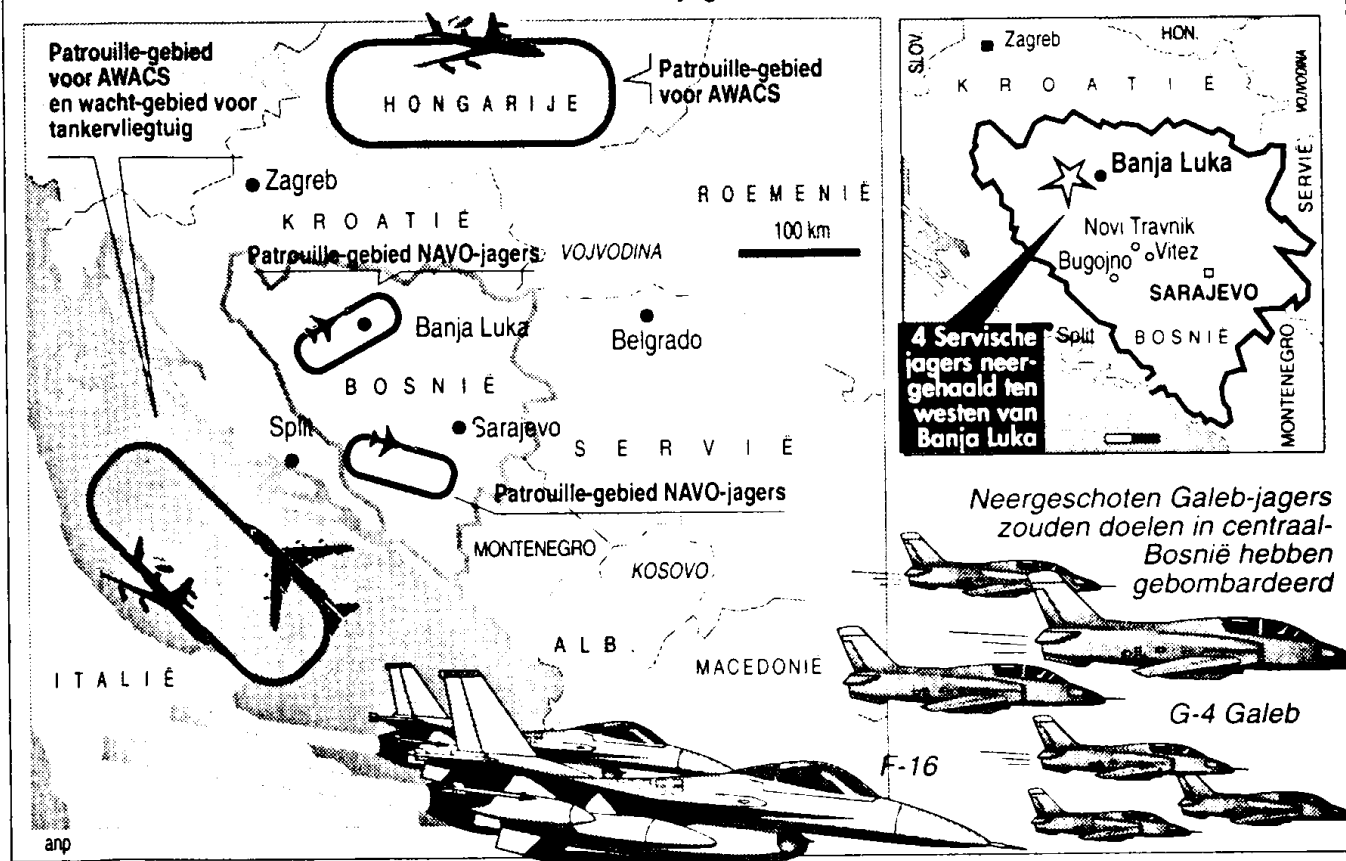 Patrouille-gebied
voor AWACS
en wacht-gebied voor
tankervliegtuig
HONGARIJE
Patrouille-gebied
voor AWACS
Zagreb
KROATIË
ROEMENIË
100 km
Patrouille-gebied NAVO-jagers
VOJVODINA
Banja Luka
Belgrado
BOSNIË
Split
Sarajevo
SERVIË
Patrouille-gebied NAVO-jagers
MONTENEGRO
KOSOVO
ALB.
MACEDONIË
ITALIË
F-16
anp
SLOV.
Zagreb
HON.
KROATIË
VOJVODINA
Banja Luka
SERVIË
Novi Travnik
Vitez
Bugojno
SARAJEVO
Split
BOSNIË
MONTENEGRO
4 Servische
jagers neer-
gehaald ten
westen van
Banja Luka
Neergeschoten Galeb-jagers
zouden doelen in centraal-
Bosnië hebben
gebombardeerd
G-4 Galeb